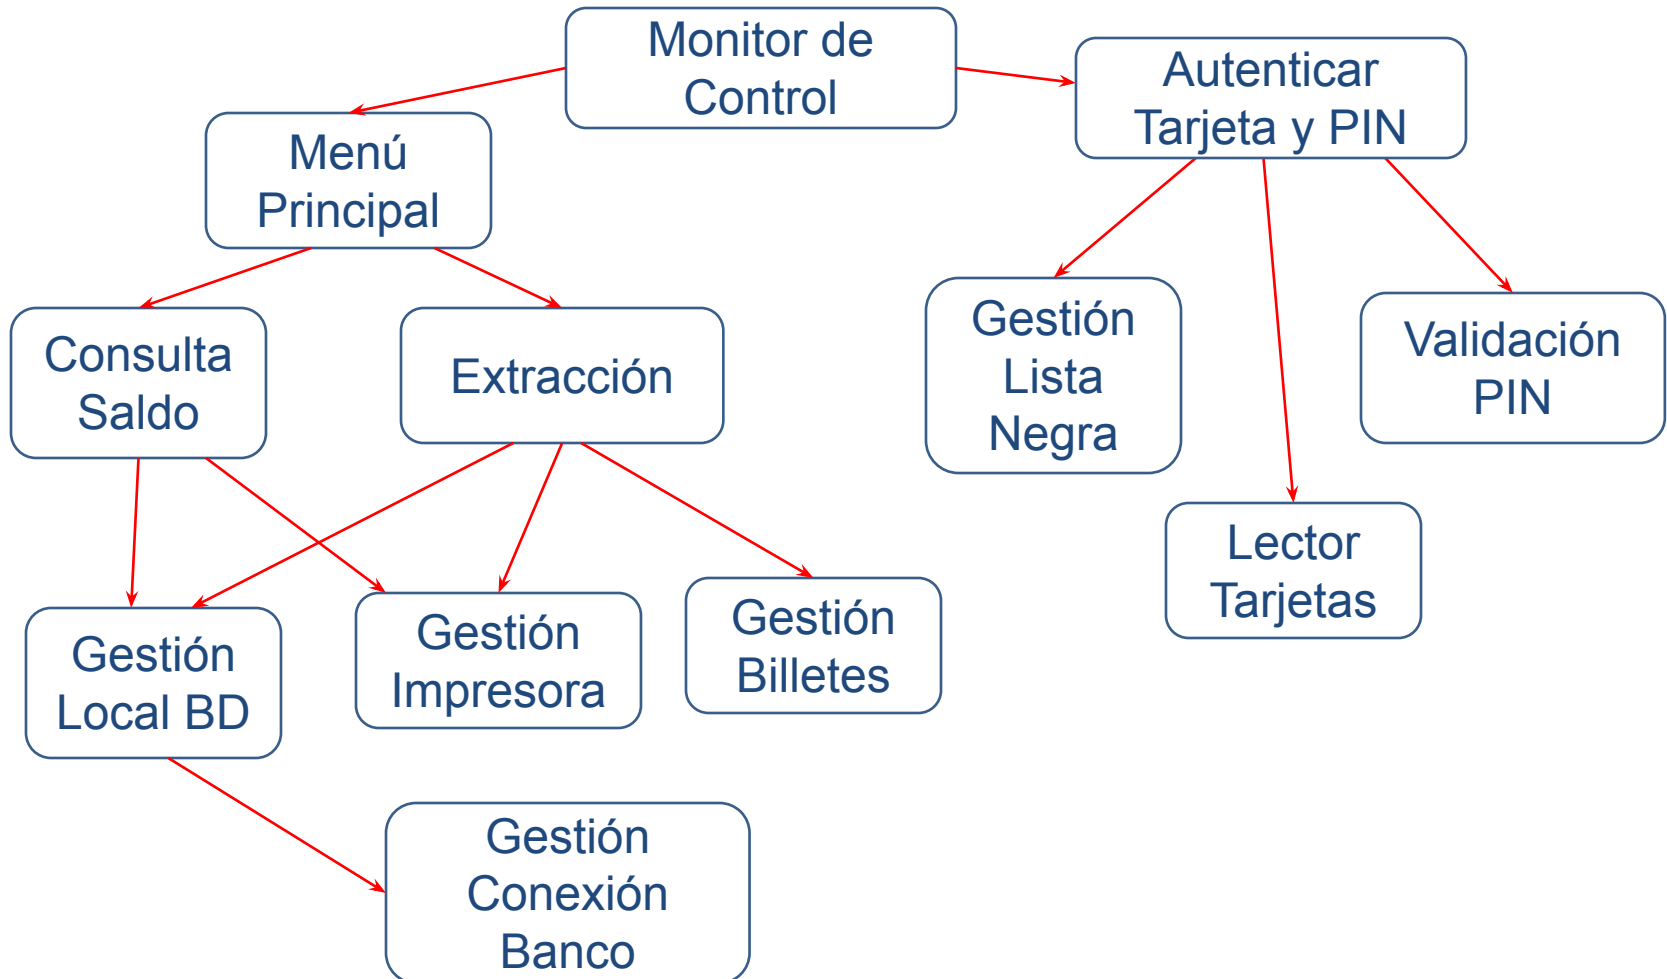 Monitor de
Control
Autenticar
Tarjeta y PIN
Menú
Principal
Consulta
Saldo
Extracción
Gestión
Lista
Negra
Validación
PIN
Lector
Tarjetas
Gestión
Local BD
Gestión
Impresora
Gestión
Billetes
Gestión
Conexión
Banco